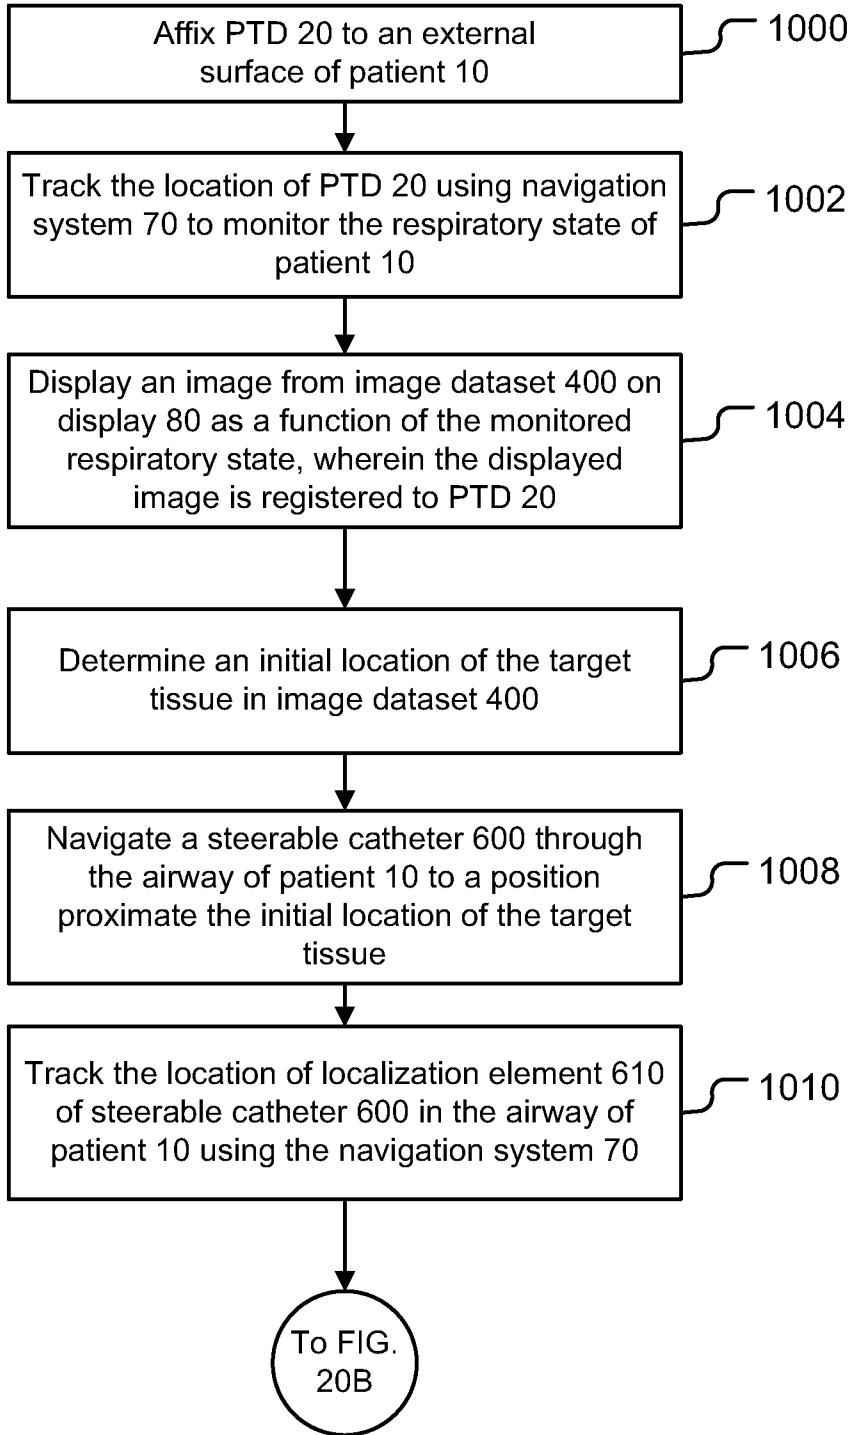 Affix PTD 20 to an external
surface of patient 10
1000
Track the location of PTD 20 using navigation
system 70 to monitor the respiratory state of
patient 10
1002
Display an image from image dataset 400 on
display 80 as a function of the monitored
respiratory state, wherein the displayed
image is registered to PTD 20
1004
Determine an initial location of the target
tissue in image dataset 400
1006
Navigate a steerable catheter 600 through
the airway of patient 10 to a position
proximate the initial location of the target
tissue
1008
Track the location of localization element 610
of steerable catheter 600 in the airway of
patient 10 using the navigation system 70
1010
To FIG.
20B